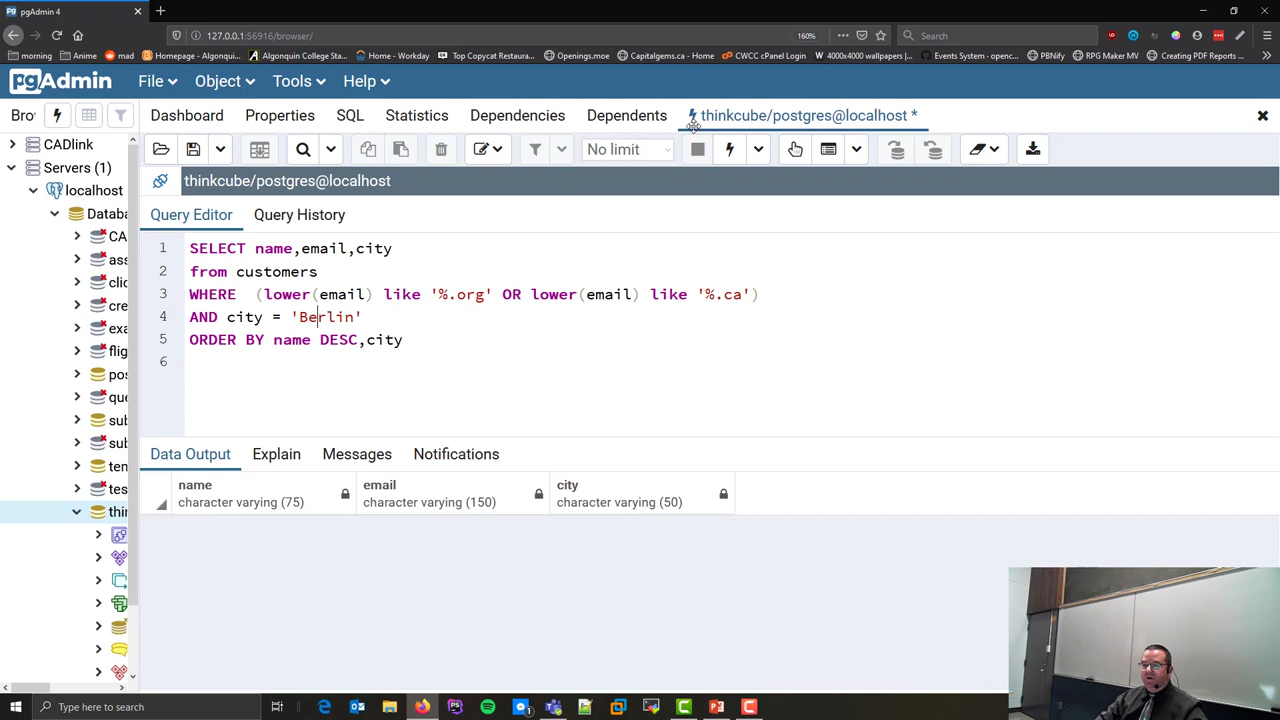 pgAdmin 4
127.0.0.1:56916/browser/
160%
Search
morning
Anime
reading
Homepage - Algonqui...
Algonquin College St...
Home - Workday
Top Copycat Restaura...
Openings.moe
Capitalgems.ca - Home
CWCC cPanel Login
4000x4000 wallpapers |...
Events System - open...
PBNify
RPG Maker MV
Creating PDF Reports ...
pgAdmin
File
Object
Tools
Help
Bro
Dashboard
Properties
SQL
Statistics
Dependencies
Dependents
thinkcube/postgres@localhost *
No limit
thinkcube/postgres@localhost
CADlink
Servers (1)
localhost
Databa
CA
ass
clic
cre
exa
flig
pos
que
sub
sub
ten
tes
thi
Query Editor
Query History
1 SELECT name,email,city
2 from customers
3 WHERE (lower(email) like '%.org' OR lower(email) like '%.ca')
4 AND city = 'Berlin'
5 ORDER BY name DESC,city
6
Data Output
Explain
Messages
Notifications
name
character varying (75)
email
character varying (150)
city
character varying (50)
Type here to search